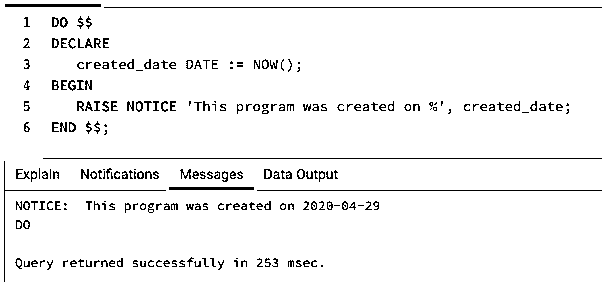 1 DO $$
2 DECLARE
3 created_date DATE := NOW();
4 BEGIN
5 RAISE NOTICE 'This program was created on %', created_date;
6 END $$;
Explain Notifications Messages Data Output
NOTICE: This program was created on 2020-04-29
DO
Query returned successfully in 253 msec.